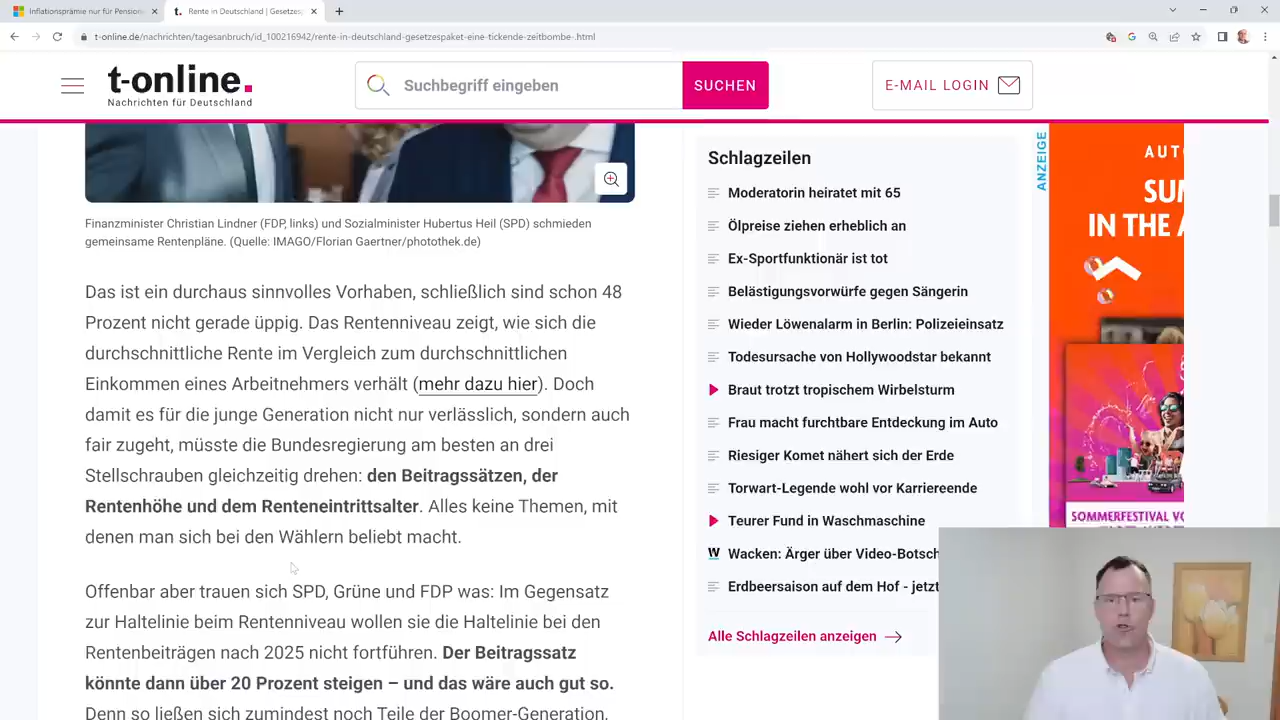 Inflationsprämie nur für Pension
Rente in Deutschland | Gesetzesp
t-online.de/nachrichten/tagesanbruch/id_100216942/rente-in-deutschland-gesetzespaket-eine-tickende-zeitbombe-.html
t-online.
Nachrichten für Deutschland
Suchbegriff eingeben
SUCHEN
E-MAIL LOGIN
Finanzminister Christian Lindner (FDP, links) und Sozialminister Hubertus Heil (SPD) schmieden
gemeinsame Rentenpläne. (Quelle: IMAGO/Florian Gaertner/photothek.de)
Das ist ein durchaus sinnvolles Vorhaben, schließlich sind schon 48
Prozent nicht gerade üppig. Das Rentenniveau zeigt, wie sich die
durchschnittliche Rente im Vergleich zum durchschnittlichen
Einkommen eines Arbeitnehmers verhält (mehr dazu hier). Doch
damit es für die junge Generation nicht nur verlässlich, sondern auch
fair zugeht, müsste die Bundesregierung am besten an drei
Stellschrauben gleichzeitig drehen: den Beitragssätzen, der
Rentenhöhe und dem Renteneintrittsalter. Alles keine Themen, mit
denen man sich bei den Wählern beliebt macht.
Offenbar aber trauen sich SPD, Grüne und FDP was: Im Gegensatz
zur Haltelinie beim Rentenniveau wollen sie die Haltelinie bei den
Rentenbeiträgen nach 2025 nicht fortführen. Der Beitragssatz
könnte dann über 20 Prozent steigen – und das wäre auch gut so.
Denn so ließen sich zumindest noch Teile der Boomer-Generation,
Schlagzeilen
Moderatorin heiratet mit 65
Ölpreise ziehen erheblich an
Ex-Sportfunktionär ist tot
Belästigungsvorwürfe gegen Sängerin
Wieder Löwenalarm in Berlin: Polizeieinsatz
Todesursache von Hollywoodstar bekannt
Braut trotzt tropischem Wirbelsturm
Frau macht furchtbare Entdeckung im Auto
Riesiger Komet nähert sich der Erde
Torwart-Legende wohl vor Karriereende
Teurer Fund in Waschmaschine
W Wacken: Ärger über Video-Botsch
Erdbeersaison auf dem Hof - jetzt
Alle Schlagzeilen anzeigen
ANZEIGE
AUT
SUM
IN THE A
SOMMERFESTIVAL VO